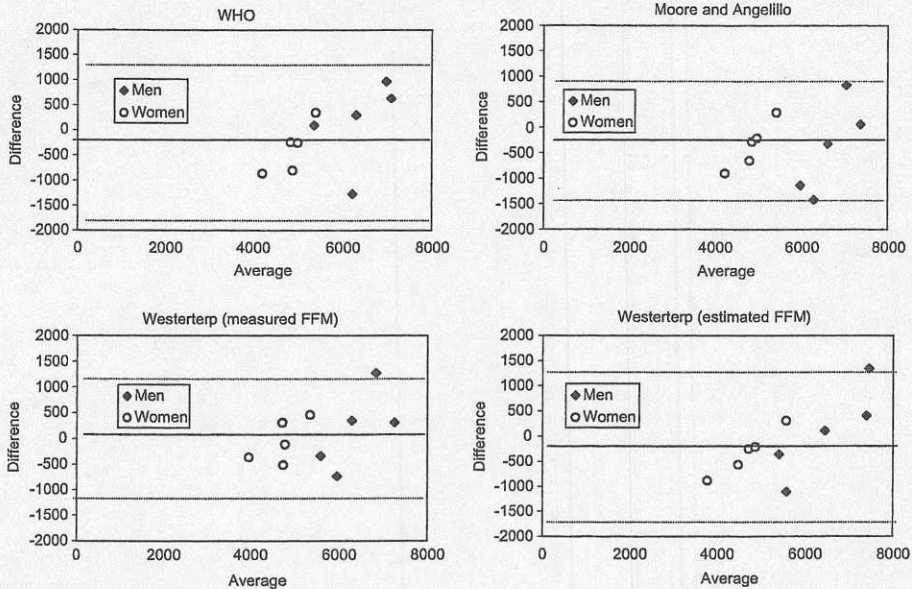 WHO
2000
1500
1000
500
0
-500
-1000
-1500
-2000
Difference
Men
Women
0 2000 4000 6000 8000
Average
Moore and Angelillo
2000
1500
1000
500
0
-500
-1000
-1500
-2000
Difference
Men
Women
0 2000 4000 6000 8000
Average
Westerterp (measured FFM)
2000
1500
1000
500
0
-500
-1000
-1500
-2000
Difference
Men
Women
0 2000 4000 6000 8000
Average
Westerterp (estimated FFM)
2000
1500
1000
500
0
-500
-1000
-1500
-2000
Difference
Men
Women
0 2000 4000 6000 8000
Average